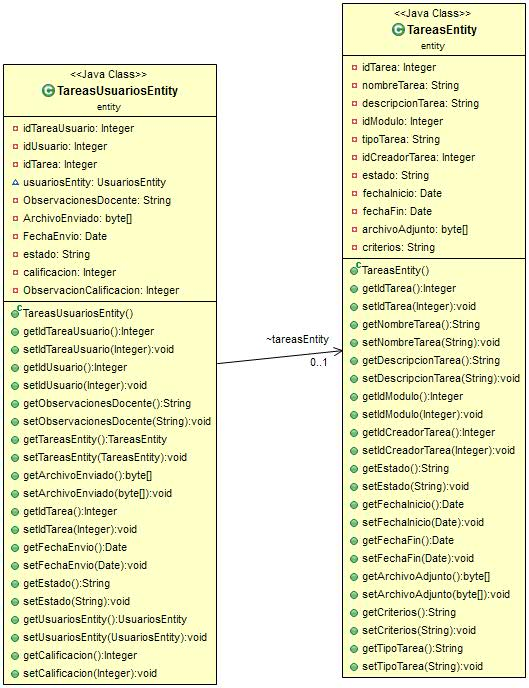 <<Java Class>>
TareasUsuariosEntity
entity
idTareaUsuario: Integer
idUsuario: Integer
idTarea: Integer
usuariosEntity: UsuariosEntity
ObservacionesDocente: String
ArchivoEnviado: byte[]
FechaEnvio: Date
estado: String
calificacion: Integer
ObservacionCalificacion: Integer
TareasUsuariosEntity()
getIdTareaUsuario():Integer
setIdTareaUsuario(Integer):void
getIdUsuario():Integer
setIdUsuario(Integer):void
getObservacionesDocente():String
setObservacionesDocente(String):void
getTareasEntity():TareasEntity
setTareasEntity(TareasEntity):void
getArchivoEnviado():byte[]
setArchivoEnviado(byte[]):void
getIdTarea():Integer
setIdTarea(Integer):void
getFechaEnvio():Date
setFechaEnvio(Date):void
getEstado():String
setEstado(String):void
getUsuariosEntity():UsuariosEntity
setUsuariosEntity(UsuariosEntity):void
getCalificacion():Integer
setCalificacion(Integer):void
~tareasEntity
0..1
<<Java Class>>
TareasEntity
entity
idTarea: Integer
nombreTarea: String
descripcionTarea: String
idModulo: Integer
tipoTarea: String
idCreadorTarea: Integer
estado: String
fechaInicio: Date
fechaFin: Date
archivoAdjunto: byte[]
criterios: String
TareasEntity()
getIdTarea():Integer
setIdTarea(Integer):void
getNombreTarea():String
setNombreTarea(String):void
getDescripcionTarea():String
setDescripcionTarea(String):void
getIdModulo():Integer
setIdModulo(Integer):void
getIdCreadorTarea():Integer
setIdCreadorTarea(Integer):void
getEstado():String
setEstado(String):void
getFechaInicio():Date
setFechaInicio(Date):void
getFechaFin():Date
setFechaFin(Date):void
getArchivoAdjunto():byte[]
setArchivoAdjunto(byte[]):void
getCriterios():String
setCriterios(String):void
getTipoTarea():String
setTipoTarea(String):void